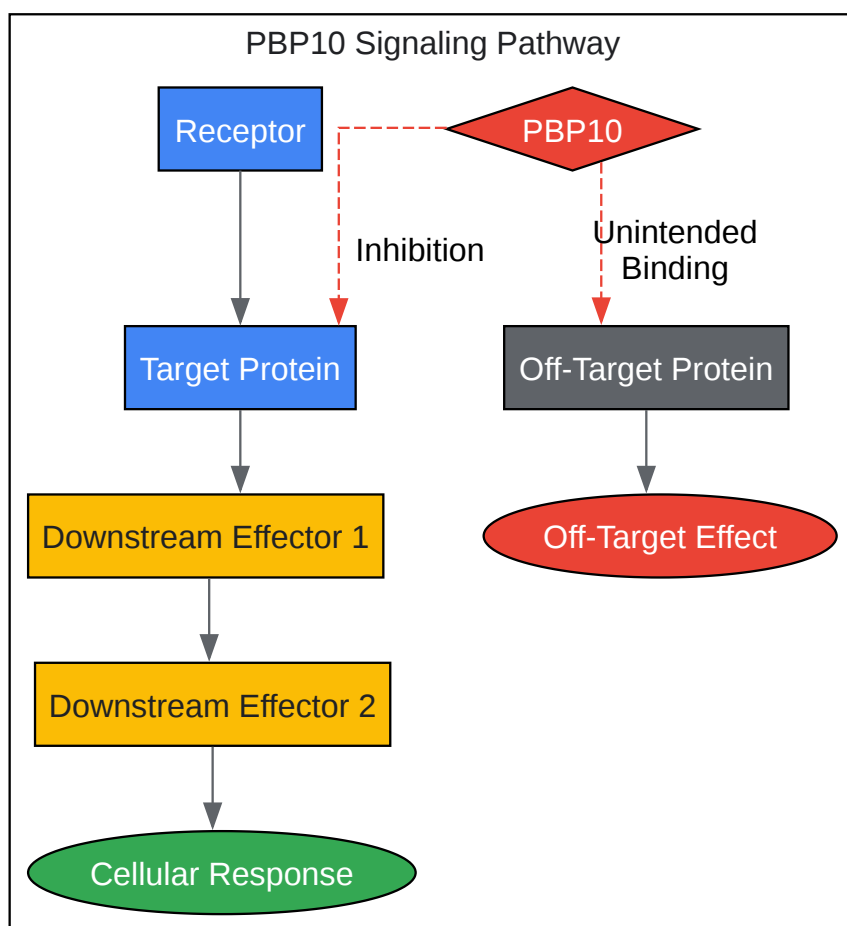 PBP10 Signaling Pathway
Receptor
PBP10
Inhibition
Unintended
Binding
Target Protein
Off-Target Protein
Downstream Effector 1
Off-Target Effect
Downstream Effector 2
Cellular Response